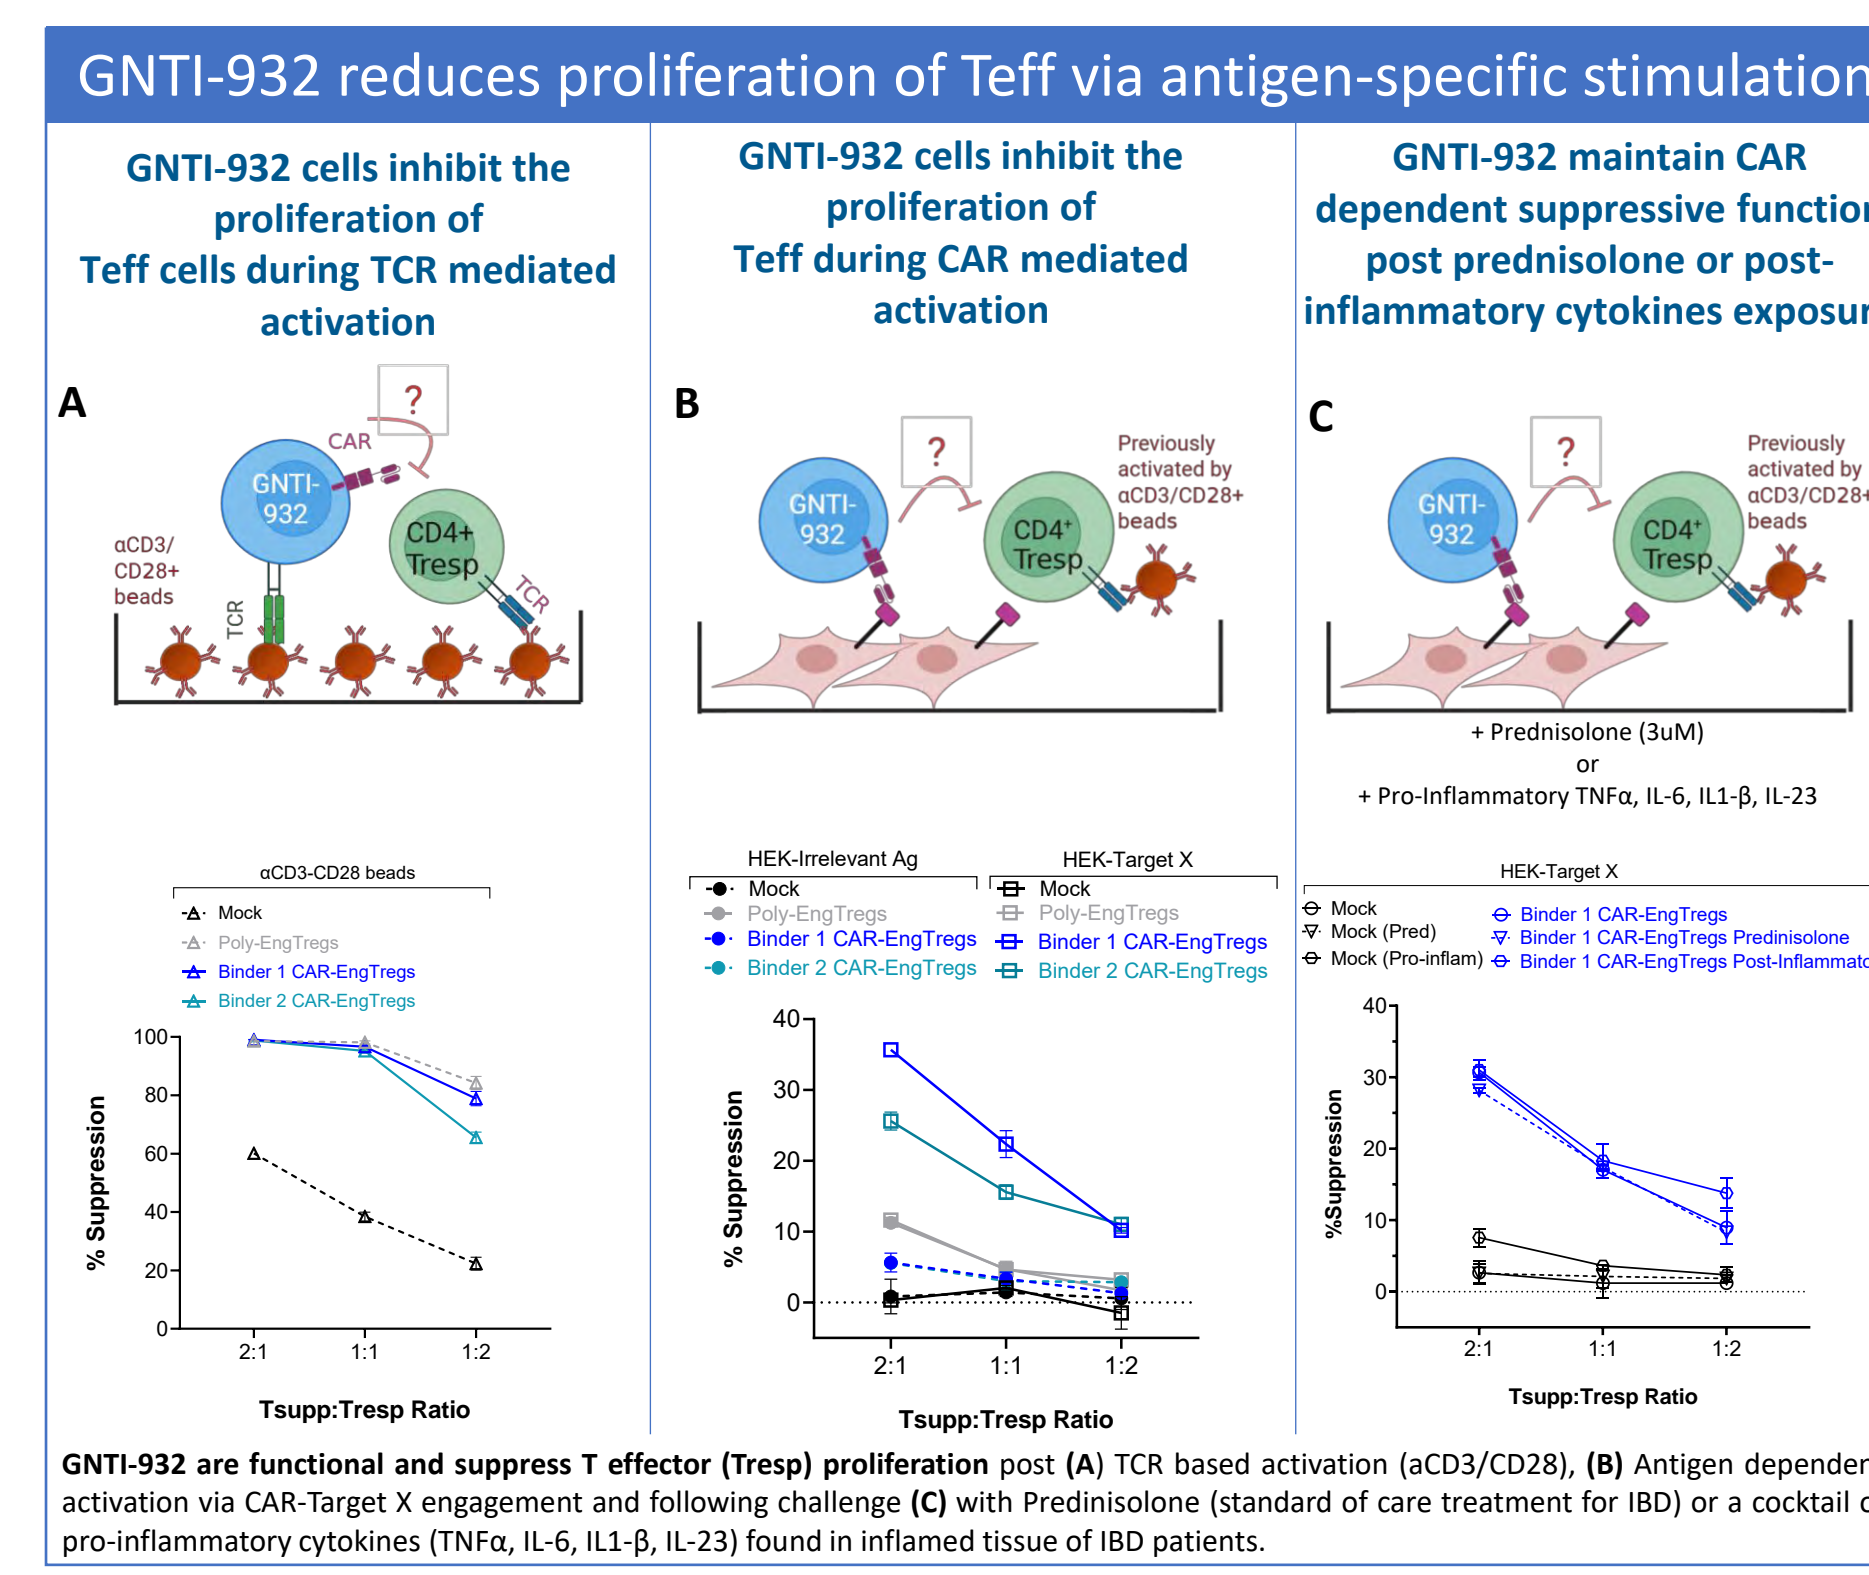 GNTI-932 reduces proliferation of Teff via antigen-specific stimulation
GNTI-932 cells inhibit the
proliferation of
Teff cells during TCR mediated
activation
A
?
CAR
GNTI-
932
CD4+
Tresp
αCD3/
CD28+
beads
TCR
TCR
αCD3-CD28 beads
Mock
Poly-EngTregs
Binder 1 CAR-EngTregs
Binder 2 CAR-EngTregs
% Suppression
100
80
60
40
20
0
2:1 1:1 1:2
Tsupp:Tresp Ratio
GNTI-932 cells inhibit the
proliferation of
Teff during CAR mediated
activation
B
?
GNTI-
932
CD4+
Tresp
Previously
activated by
αCD3/CD28+
beads
HEK-Irrelevant Ag HEK-Target X
Mock Mock
Poly-EngTregs Poly-EngTregs
Binder 1 CAR-EngTregs Binder 1 CAR-EngTregs
Binder 2 CAR-EngTregs Binder 2 CAR-EngTregs
% Suppression
40
30
20
10
0
2:1 1:1 1:2
Tsupp:Tresp Ratio
GNTI-932 maintain CAR
dependent suppressive function
post prednisolone or post-
inflammatory cytokines exposur
C
?
GNTI-
932
CD4+
Tresp
Previously
activated by
αCD3/CD28+
beads
+ Prednisolone (3uM)
or
+ Pro-Inflammatory TNFα, IL-6, IL1-β, IL-23
HEK-Target X
Mock Binder 1 CAR-EngTregs
Mock (Pred) Binder 1 CAR-EngTregs Predinisolone
Mock (Pro-inflam) Binder 1 CAR-EngTregs Post-Inflammato
%Suppression
40
30
20
10
0
2:1 1:1 1:2
Tsupp:Tresp Ratio
GNTI-932 are functional and suppress T effector (Tresp) proliferation post (A) TCR based activation (aCD3/CD28), (B) Antigen dependen
activation via CAR-Target X engagement and following challenge (C) with Predinisolone (standard of care treatment for IBD) or a cocktail o
pro-inflammatory cytokines (TNFα, IL-6, IL1-β, IL-23) found in inflamed tissue of IBD patients.